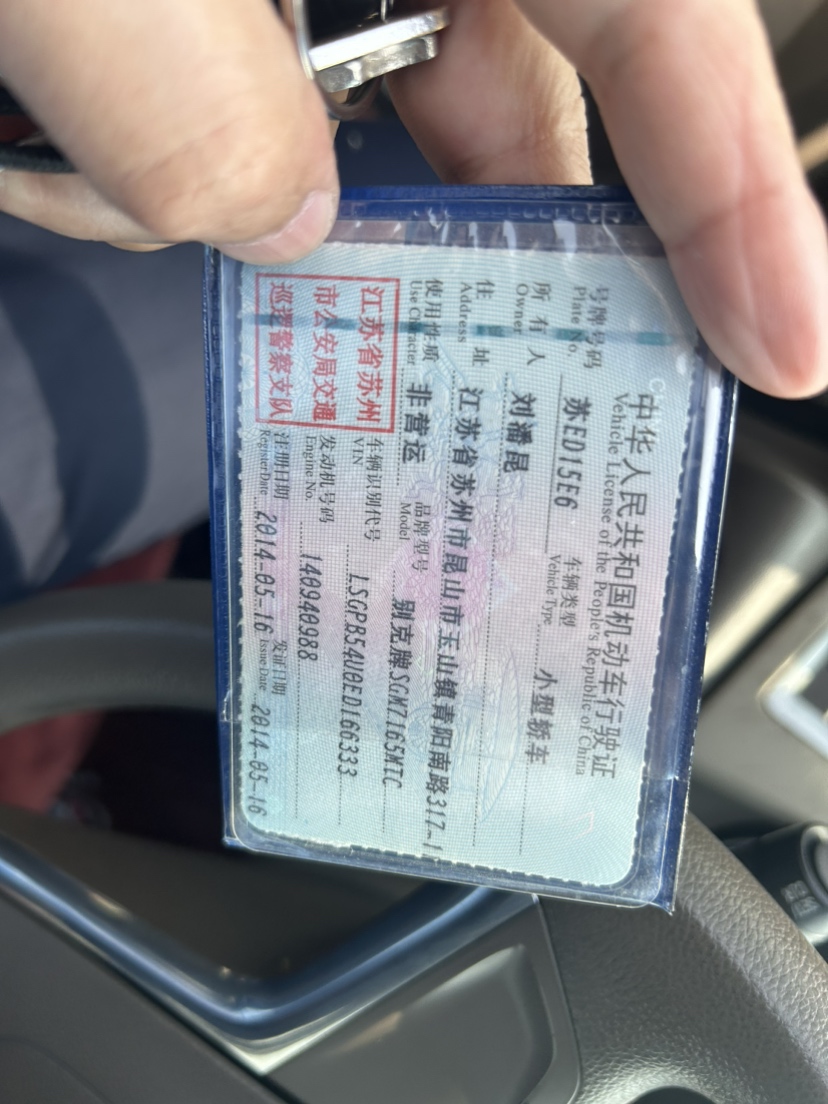 中华人民共和国机动车行驶证
Vehicle License of the People's Republic of China
号牌号码 苏ED15E6 车辆类型 小型轿车
Plate No. Vehicle Type
所有人 刘潘昆
Owner
住址 江苏省苏州市昆山市玉山镇青阳南路317-1
Address
使用性质 非营运 品牌型号 别克牌SGM7165MTC
Use Character Model
江苏省苏州
市公安局交通
巡逻警察支队
车辆识别代号 LSGPB54U0ED166333
VIN
发动机号码 140940988
Engine No.
注册日期 2014-05-16 发证日期 2014-05-16
Register Date Issue Date